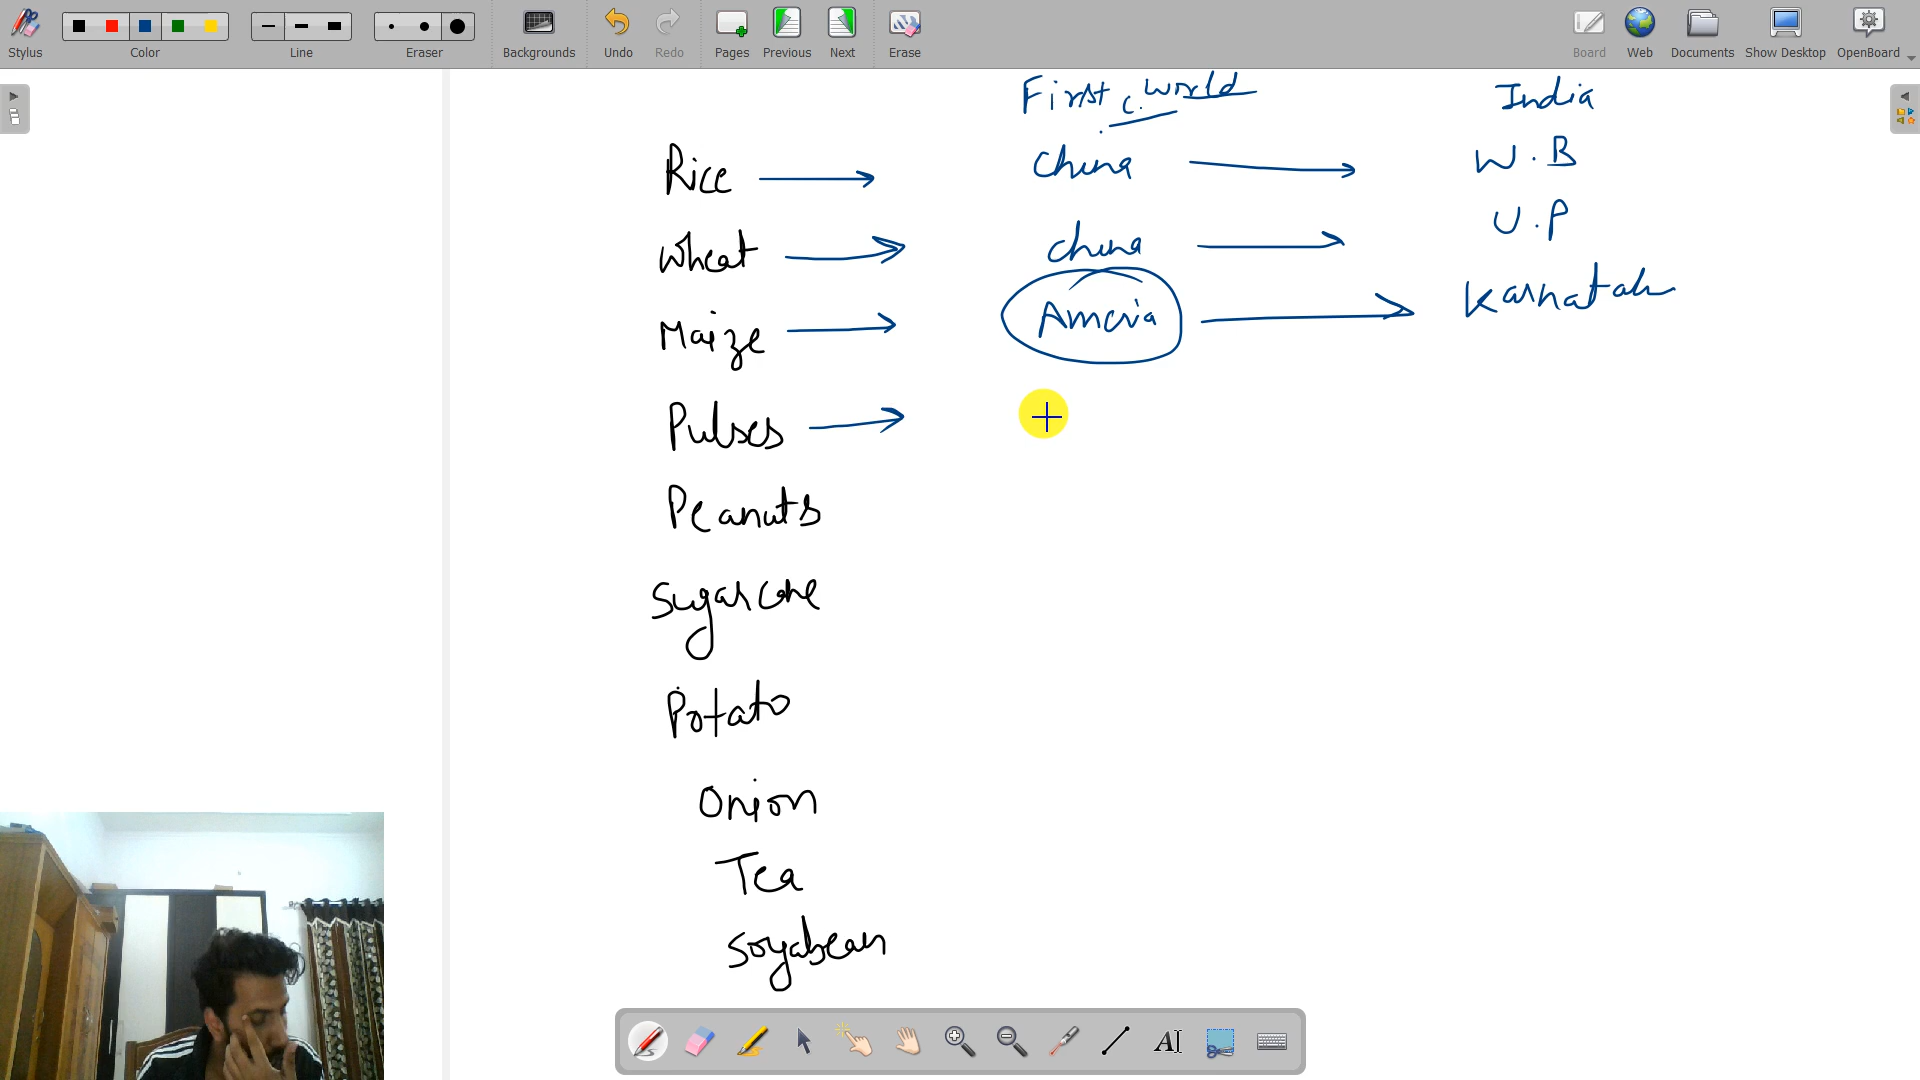 Stylus Color Line Eraser Backgrounds Undo Redo Pages Previous Next Erase Board Web Documents Show Desktop OpenBoard
First c. World India
Rice China W.B
Wheat China U.P
Maize Ameria Karnatak
Pulses
Peanuts
Sugarcane
Potato
Onion
Tea
Soyabean